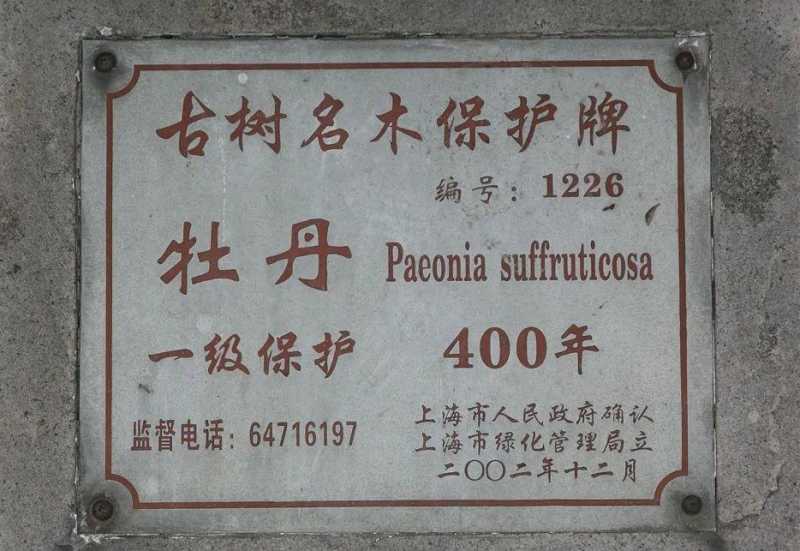 古树名木保护牌
编号：1226
牡丹 Paeonia suffruticosa
一级保护 400年
监督电话：64716197
上海市人民政府确认
上海市绿化管理局立
二〇〇二年十二月